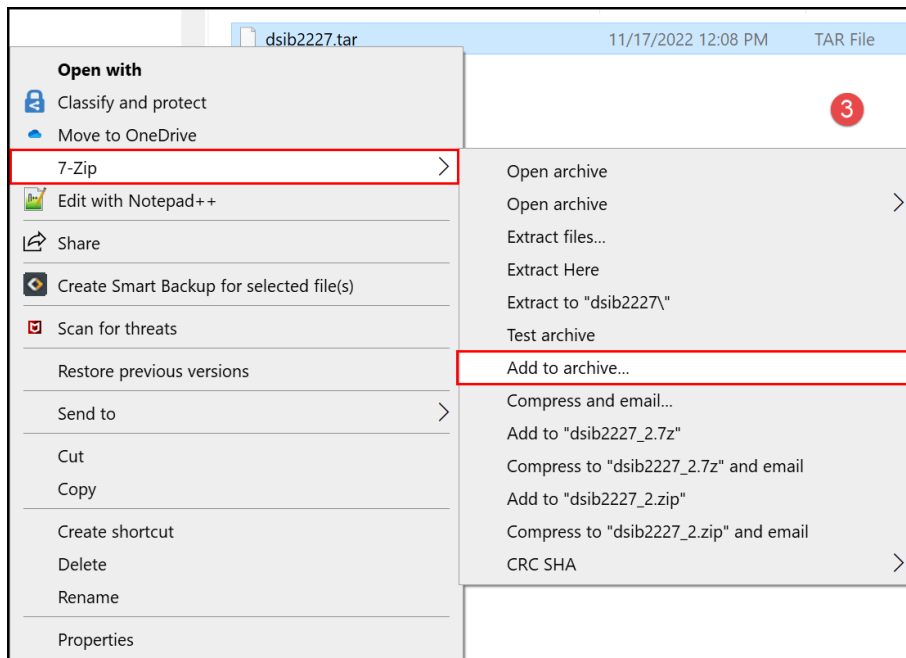 dsib2227.tar 11/17/2022 12:08 PM TAR File
3
Open with
Classify and protect
Move to OneDrive
7-Zip
Edit with Notepad++
Share
Create Smart Backup for selected file(s)
Scan for threats
Restore previous versions
Send to
Cut
Copy
Create shortcut
Delete
Rename
Properties
Open archive
Open archive
Extract files...
Extract Here
Extract to "dsib2227\"
Test archive
Add to archive...
Compress and email...
Add to "dsib2227_2.7z"
Compress to "dsib2227_2.7z" and email
Add to "dsib2227_2.zip"
Compress to "dsib2227_2.zip" and email
CRC SHA